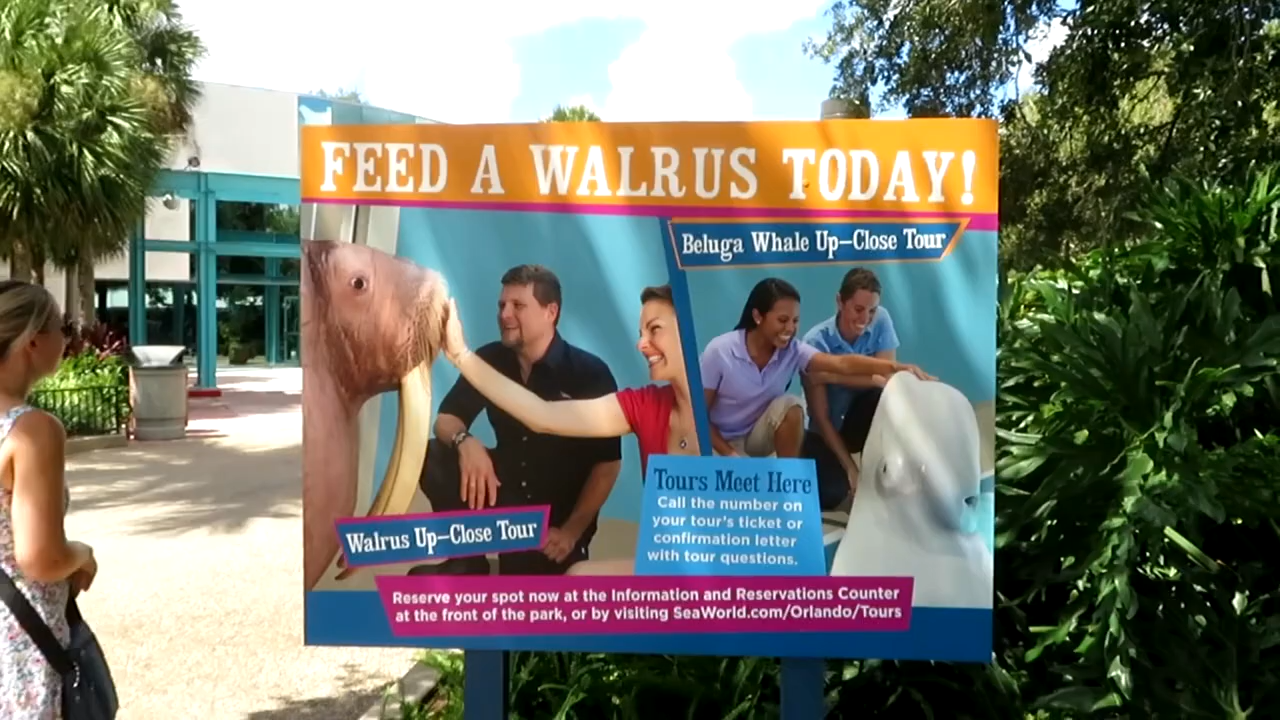 FEED A WALRUS TODAY!
Beluga Whale Up-Close Tour
Tours Meet Here
Call the number on
your tour's ticket or
confirmation letter
with tour questions.
Walrus Up-Close Tour
Reserve your spot now at the Information and Reservations Counter
at the front of the park, or by visiting SeaWorld.com/Orlando/Tours